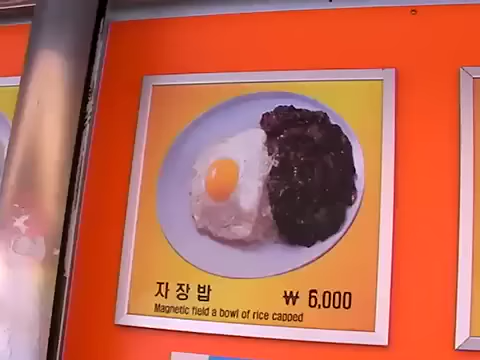 자장밥
₩ 6,000
Magnetic field a bowl of rice capped